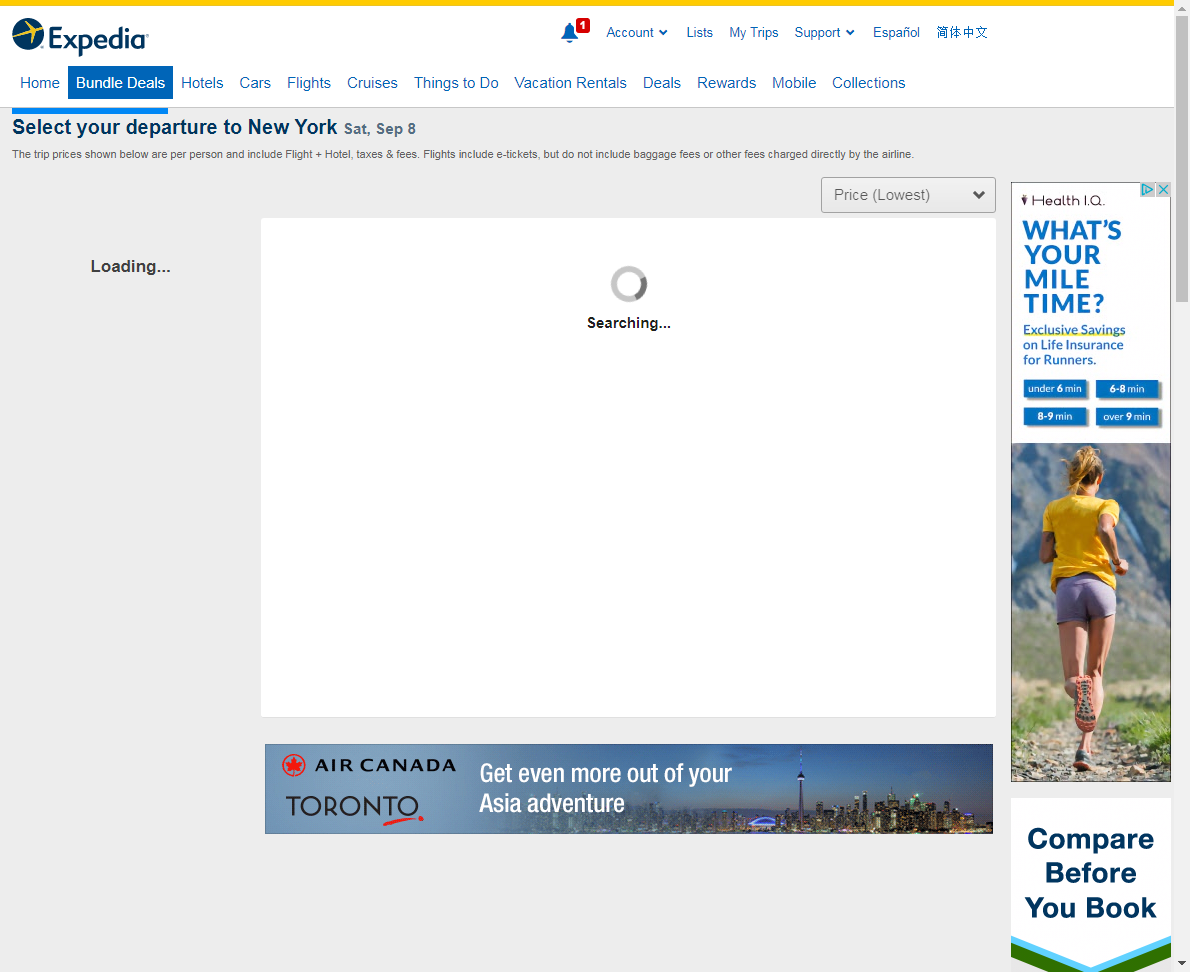 Expedia
1
Account
Lists
My Trips
Support
Español
简体中文
Home
Bundle Deals
Hotels
Cars
Flights
Cruises
Things to Do
Vacation Rentals
Deals
Rewards
Mobile
Collections
Select your departure to New York Sat, Sep 8
The trip prices shown below are per person and include Flight + Hotel, taxes & fees. Flights include e-tickets, but do not include baggage fees or other fees charged directly by the airline.
Price (Lowest)
Loading...
Searching...
Health I.Q.
WHAT'S
YOUR
MILE
TIME?
Exclusive Savings
on Life Insurance
for Runners.
under 6 min
6-8 min
8-9 min
over 9 min
AIR CANADA
TORONTO
Get even more out of your
Asia adventure
Compare
Before
You Book